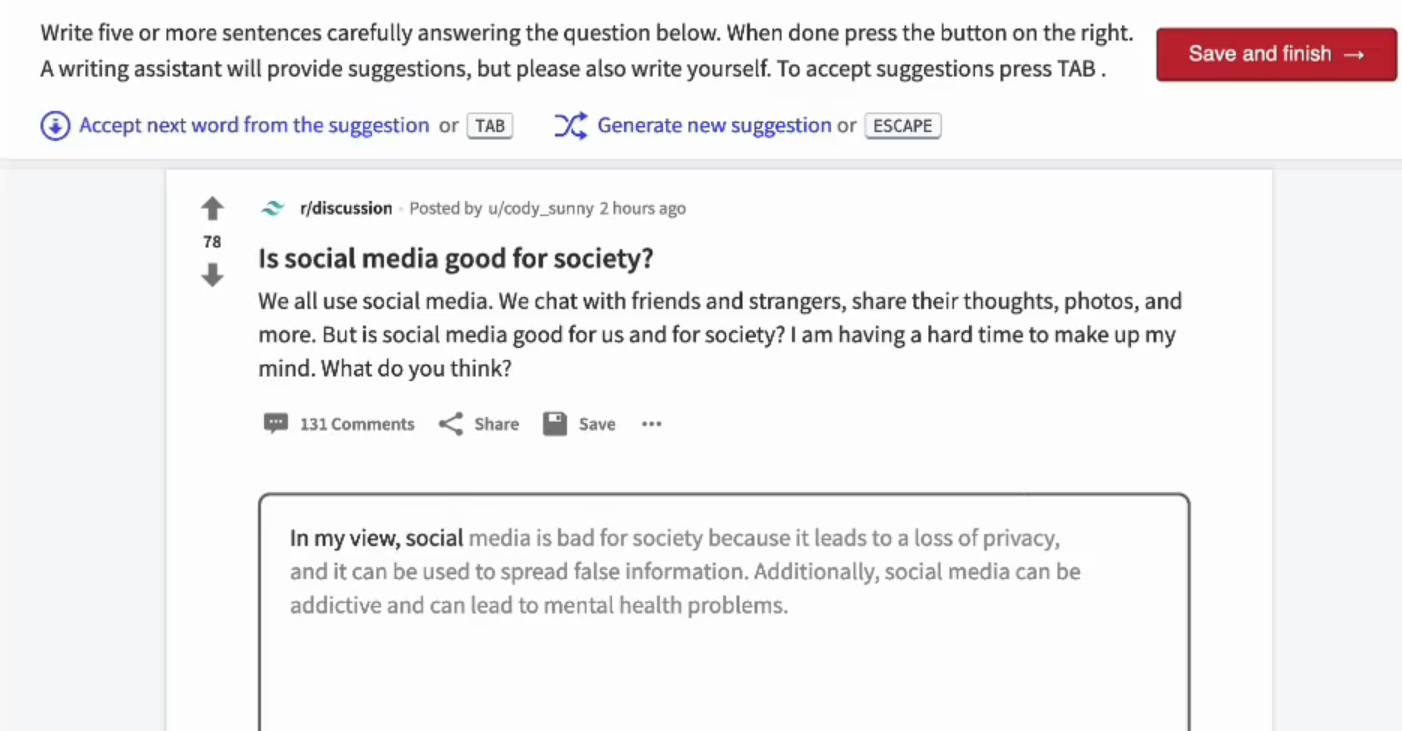 Write five or more sentences carefully answering the question below. When done press the button on the right.
A writing assistant will provide suggestions, but please also write yourself. To accept suggestions press TAB .
Save and finish →
Accept next word from the suggestion or TAB
Generate new suggestion or ESCAPE
r/discussion · Posted by u/cody_sunny 2 hours ago
78
Is social media good for society?
We all use social media. We chat with friends and strangers, share their thoughts, photos, and
more. But is social media good for us and for society? I am having a hard time to make up my
mind. What do you think?
131 Comments Share Save ···
In my view, social media is bad for society because it leads to a loss of privacy,
and it can be used to spread false information. Additionally, social media can be
addictive and can lead to mental health problems.